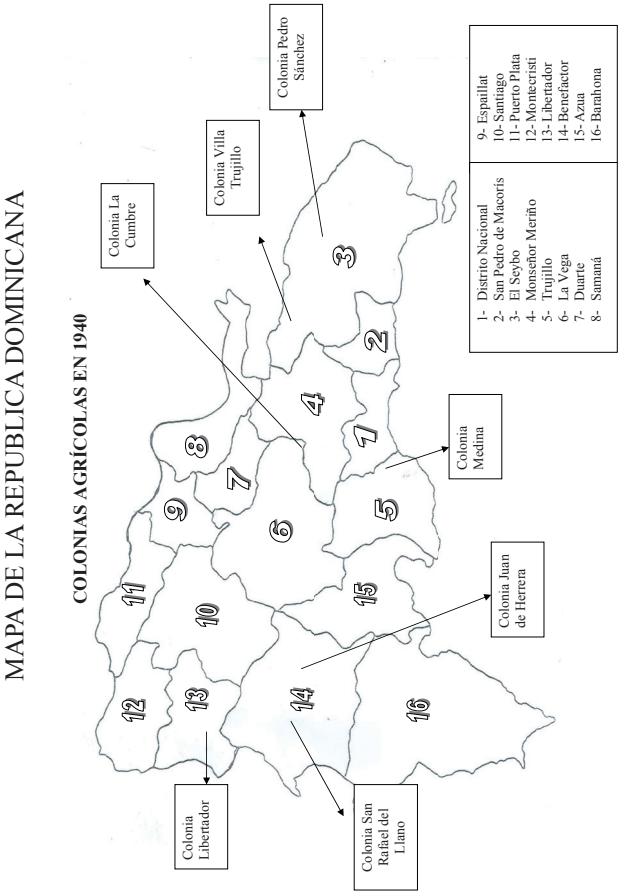 MAPA DE LA REPUBLICA DOMINICANA
COLONIAS AGRÍCOLAS EN 1940
Colonia La
Cumbre
Colonia Villa
Trujillo
Colonia Pedro
Sánchez
Colonia
Libertador
Colonia San
Rafael del
Llano
Colonia Juan
de Herrera
Colonia
Medina
12
11
9
8
13
10
7
6
4
3
14
15
5
1
2
16
1- Distrito Nacional
2- San Pedro de Macorís
3- El Seybo
4- Monseñor Meriño
5- Trujillo
6- La Vega
7- Duarte
8- Samaná
9- Espaillat
10- Santiago
11- Puerto Plata
12- Montecristi
13- Libertador
14- Benefactor
15- Azua
16- Barahona